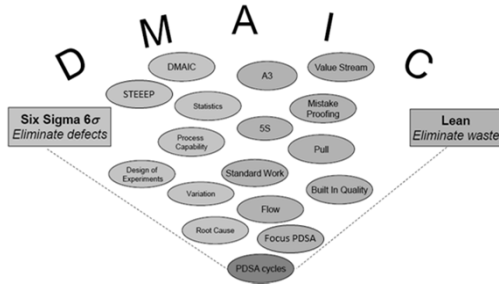 D M A I C
DMAIC
A3
Value Stream
STEEEP
Statistics
Mistake
Proofing
Six Sigma 6σ
Eliminate defects
5S
Lean
Eliminate waste
Process
Capability
Pull
Design of
Experiments
Standard Work
Variation
Built In Quality
Flow
Root Cause
Focus PDSA
PDSA cycles